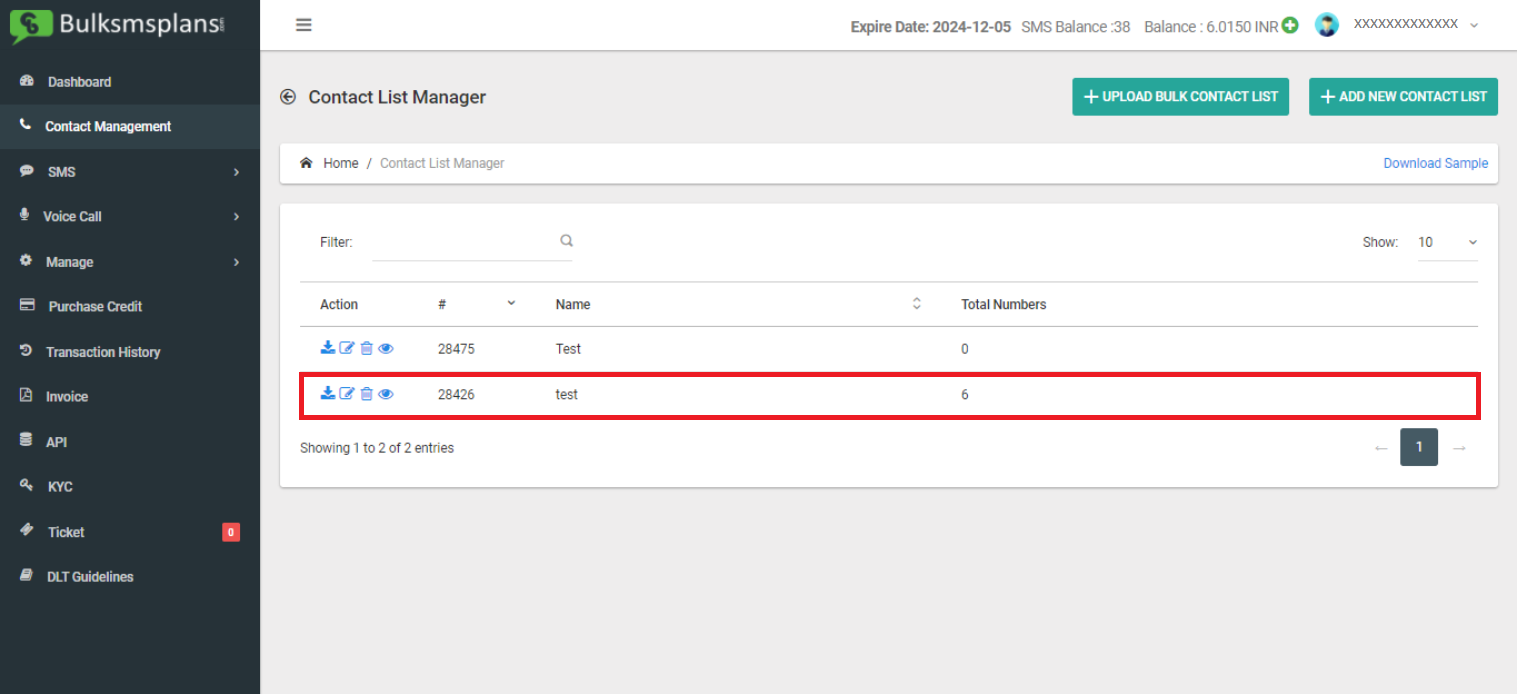 Bulksmsplans
Expire Date: 2024-12-05 SMS Balance :38 Balance : 6.0150 INR XXXXXXXXXXXXX
Dashboard
Contact Management
SMS
Voice Call
Manage
Purchase Credit
Transaction History
Invoice
API
KYC
Ticket 0
DLT Guidelines
Contact List Manager
UPLOAD BULK CONTACT LIST
ADD NEW CONTACT LIST
Home / Contact List Manager
Download Sample
Filter:
Show: 10
Action # Name Total Numbers
28475 Test 0
28426 test 6
Showing 1 to 2 of 2 entries
← 1 →